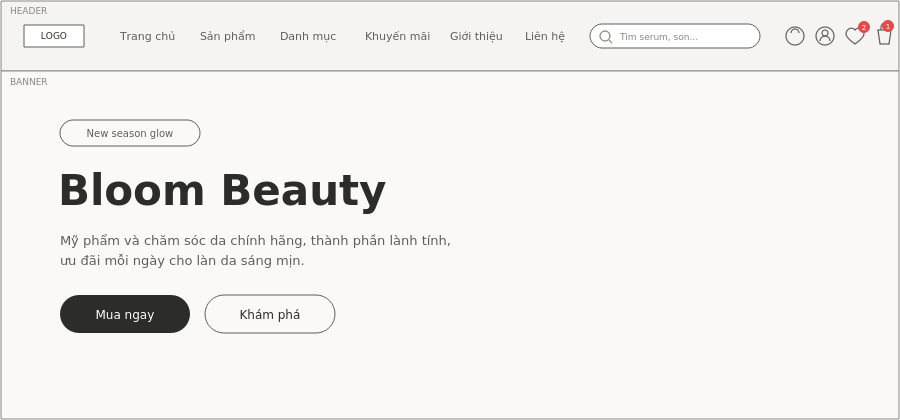 HEADER
LOGO
Trang chủ
Sản phẩm
Danh mục
Khuyến mãi
Giới thiệu
Liên hệ
Tìm serum, son...
2
1
BANNER
New season glow
Bloom Beauty
Mỹ phẩm và chăm sóc da chính hãng, thành phần lành tính,
ưu đãi mỗi ngày cho làn da sáng mịn.
Mua ngay
Khám phá